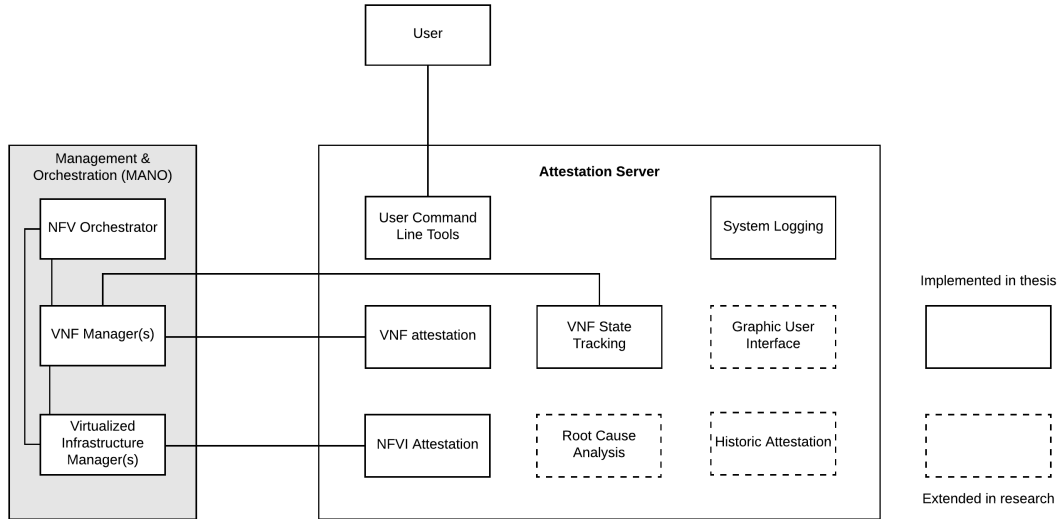 User
Management &
Orchestration (MANO)
Attestation Server
NFV Orchestrator
User Command
Line Tools
System Logging
Implemented in thesis
VNF Manager(s)
VNF attestation
VNF State
Tracking
Graphic User
Interface
Virtualized
Infrastructure
Manager(s)
NFVI Attestation
Root Cause
Analysis
Historic Attestation
Extended in research